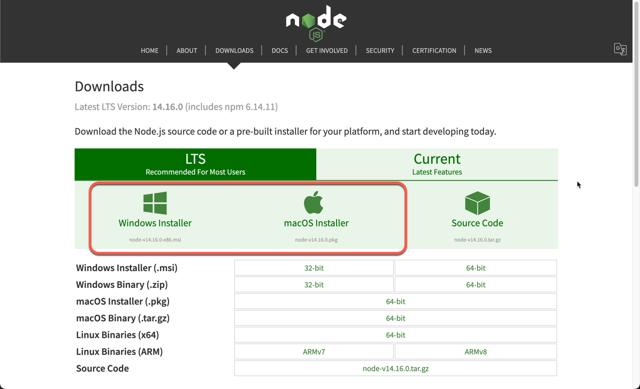 node
JS
HOME | ABOUT | DOWNLOADS | DOCS | GET INVOLVED | SECURITY | CERTIFICATION | NEWS
Downloads
Latest LTS Version: 14.16.0 (includes npm 6.14.11)
Download the Node.js source code or a pre-built installer for your platform, and start developing today.
LTS Current
Recommended For Most Users Latest Features
Windows Installer macOS Installer Source Code
node-v14.16.0-x86.msi node-v14.16.0.pkg node-v14.16.0.tar.gz
Windows Installer (.msi) 32-bit 64-bit
Windows Binary (.zip) 32-bit 64-bit
macOS Installer (.pkg) 64-bit
macOS Binary (.tar.gz) 64-bit
Linux Binaries (x64) 64-bit
Linux Binaries (ARM) ARMv7 ARMv8
Source Code node-v14.16.0.tar.gz